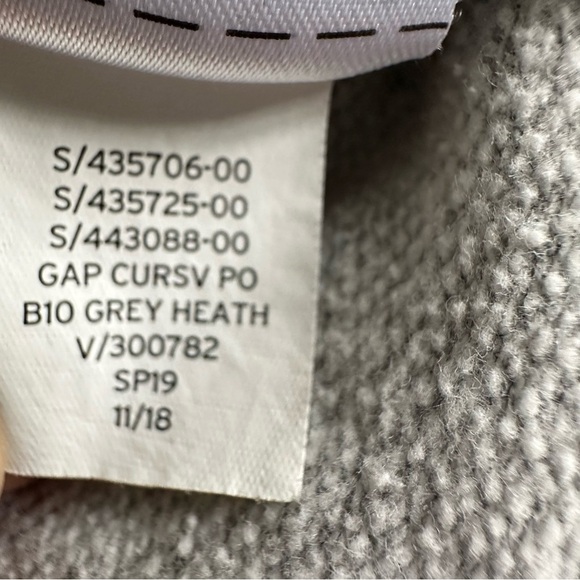 S/435706-00
S/435725-00
S/443088-00
GAP CURSV PO
B10 GREY HEATH
V/300782
SP19
11/18